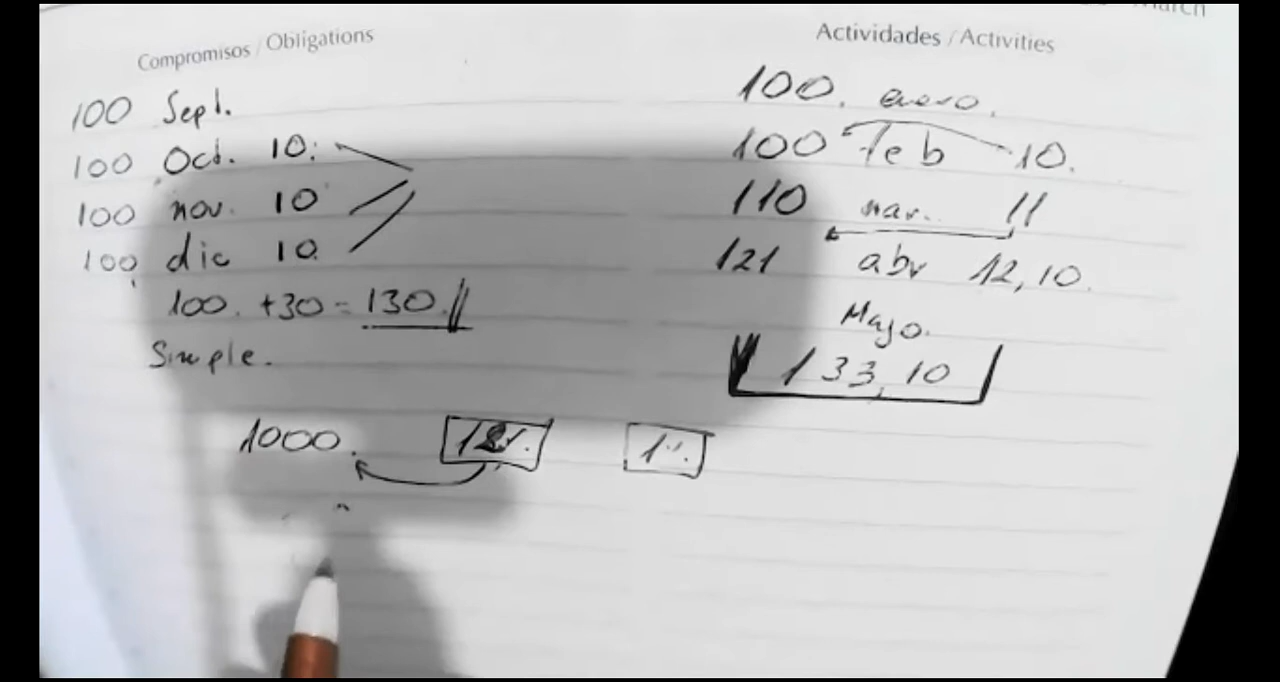 March
Compromisos / Obligations
100 Sept.
100 Oct. 10.
100 nov. 10
100 dic 10.
100. +30 = 130
Simple.
Actividades / Activities
100. enero.
100 feb 10.
110 mar. 11
121 abr 12,10.
Mayo.
133,10
1000. 12%. 1%.